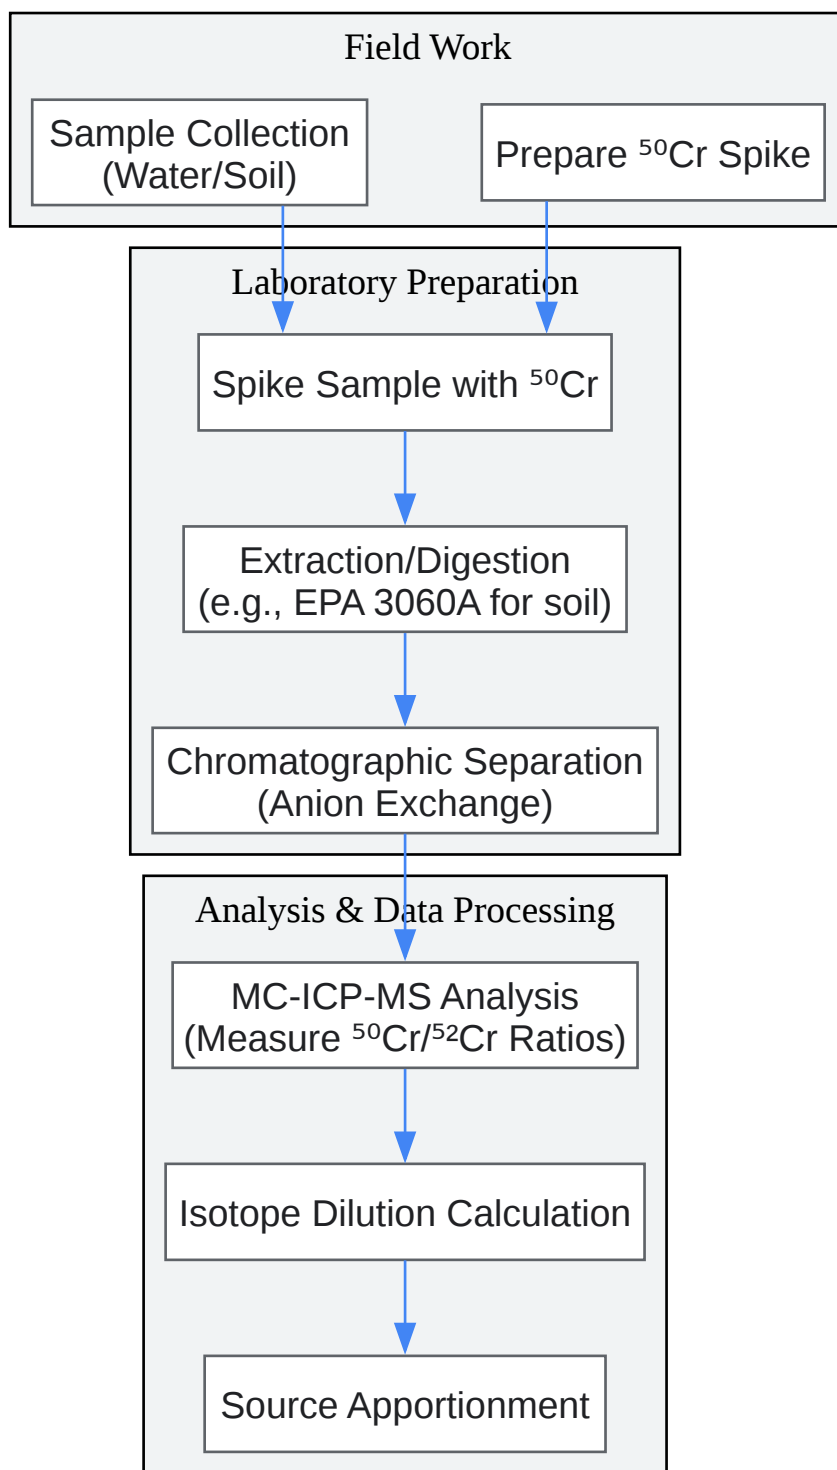 Field Work
Sample Collection
(Water/Soil)
Prepare ⁵⁰Cr Spike
Laboratory Preparation
Spike Sample with ⁵⁰Cr
Extraction/Digestion
(e.g., EPA 3060A for soil)
Chromatographic Separation
(Anion Exchange)
Analysis & Data Processing
MC-ICP-MS Analysis
(Measure ⁵⁰Cr/⁵²Cr Ratios)
Isotope Dilution Calculation
Source Apportionment